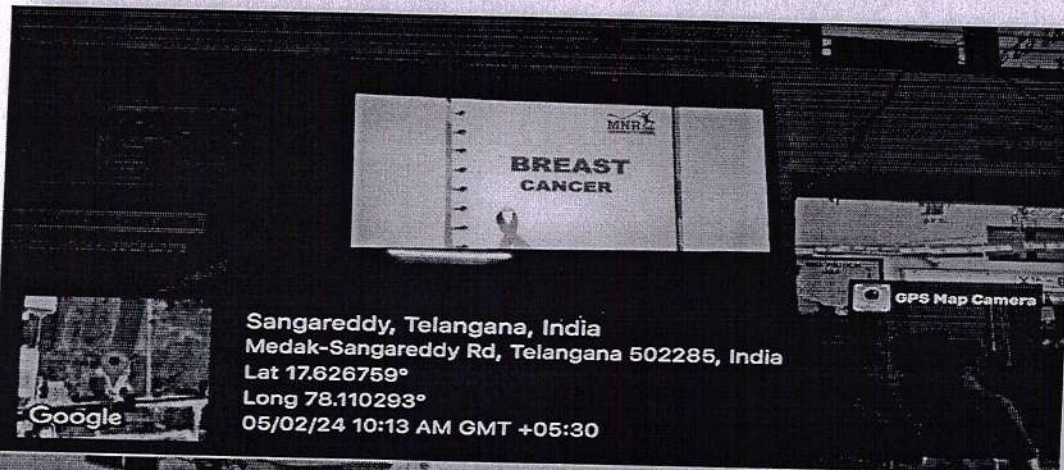 MNR
BREAST
CANCER
GPS Map Camera
Sangareddy, Telangana, India
Medak-Sangareddy Rd, Telangana 502285, India
Lat 17.626759°
Long 78.110293°
05/02/24 10:13 AM GMT +05:30
Google